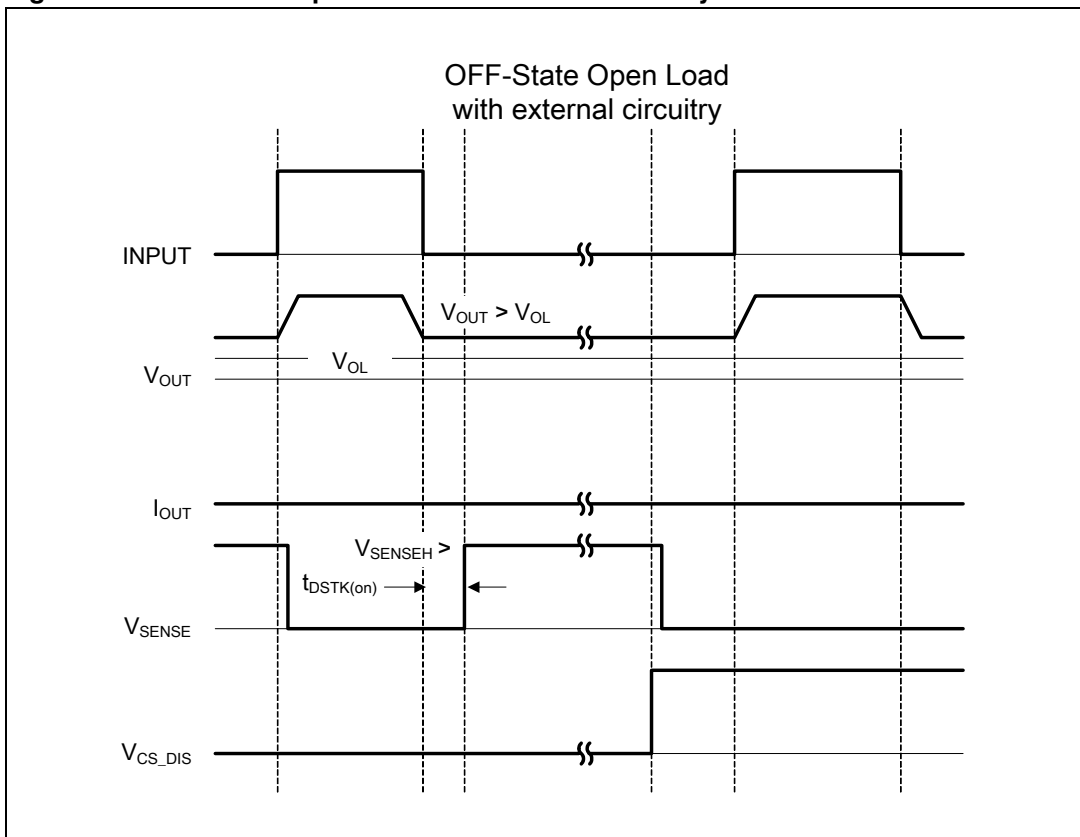 OFF-State Open Load
with external circuitry
INPUT
VOUT > VOL
VOL
VOUT
IOUT
VSENSEH >
tDSTK(on)
VSENSE
VCS_DIS